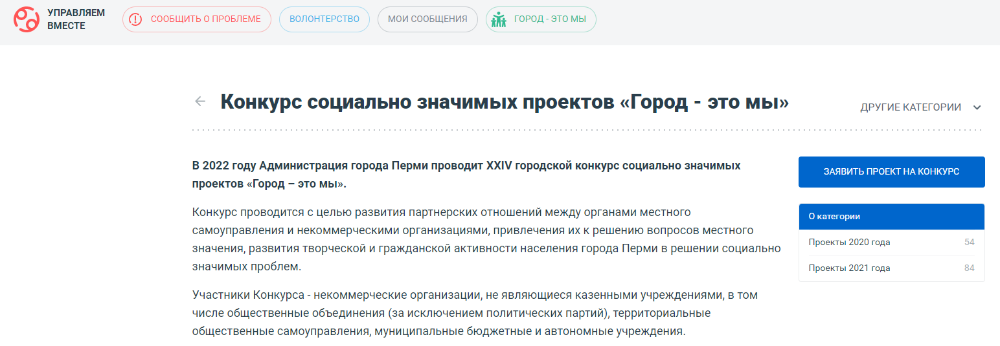 УПРАВЛЯЕМ
ВМЕСТЕ
СООБЩИТЬ О ПРОБЛЕМЕ
ВОЛОНТЕРСТВО
МОИ СООБЩЕНИЯ
ГОРОД - ЭТО МЫ
Конкурс социально значимых проектов «Город - это мы»
ДРУГИЕ КАТЕГОРИИ
В 2022 году Администрация города Перми проводит XXIV городской конкурс социально значимых
проектов «Город – это мы».
Конкурс проводится с целью развития партнерских отношений между органами местного
самоуправления и некоммерческими организациями, привлечения их к решению вопросов местного
значения, развития творческой и гражданской активности населения города Перми в решении социально
значимых проблем.
Участники Конкурса - некоммерческие организации, не являющиеся казенными учреждениями, в том
числе общественные объединения (за исключением политических партий), территориальные
общественные самоуправления, муниципальные бюджетные и автономные учреждения.
ЗАЯВИТЬ ПРОЕКТ НА КОНКУРС
О категории
Проекты 2020 года 54
Проекты 2021 года 84